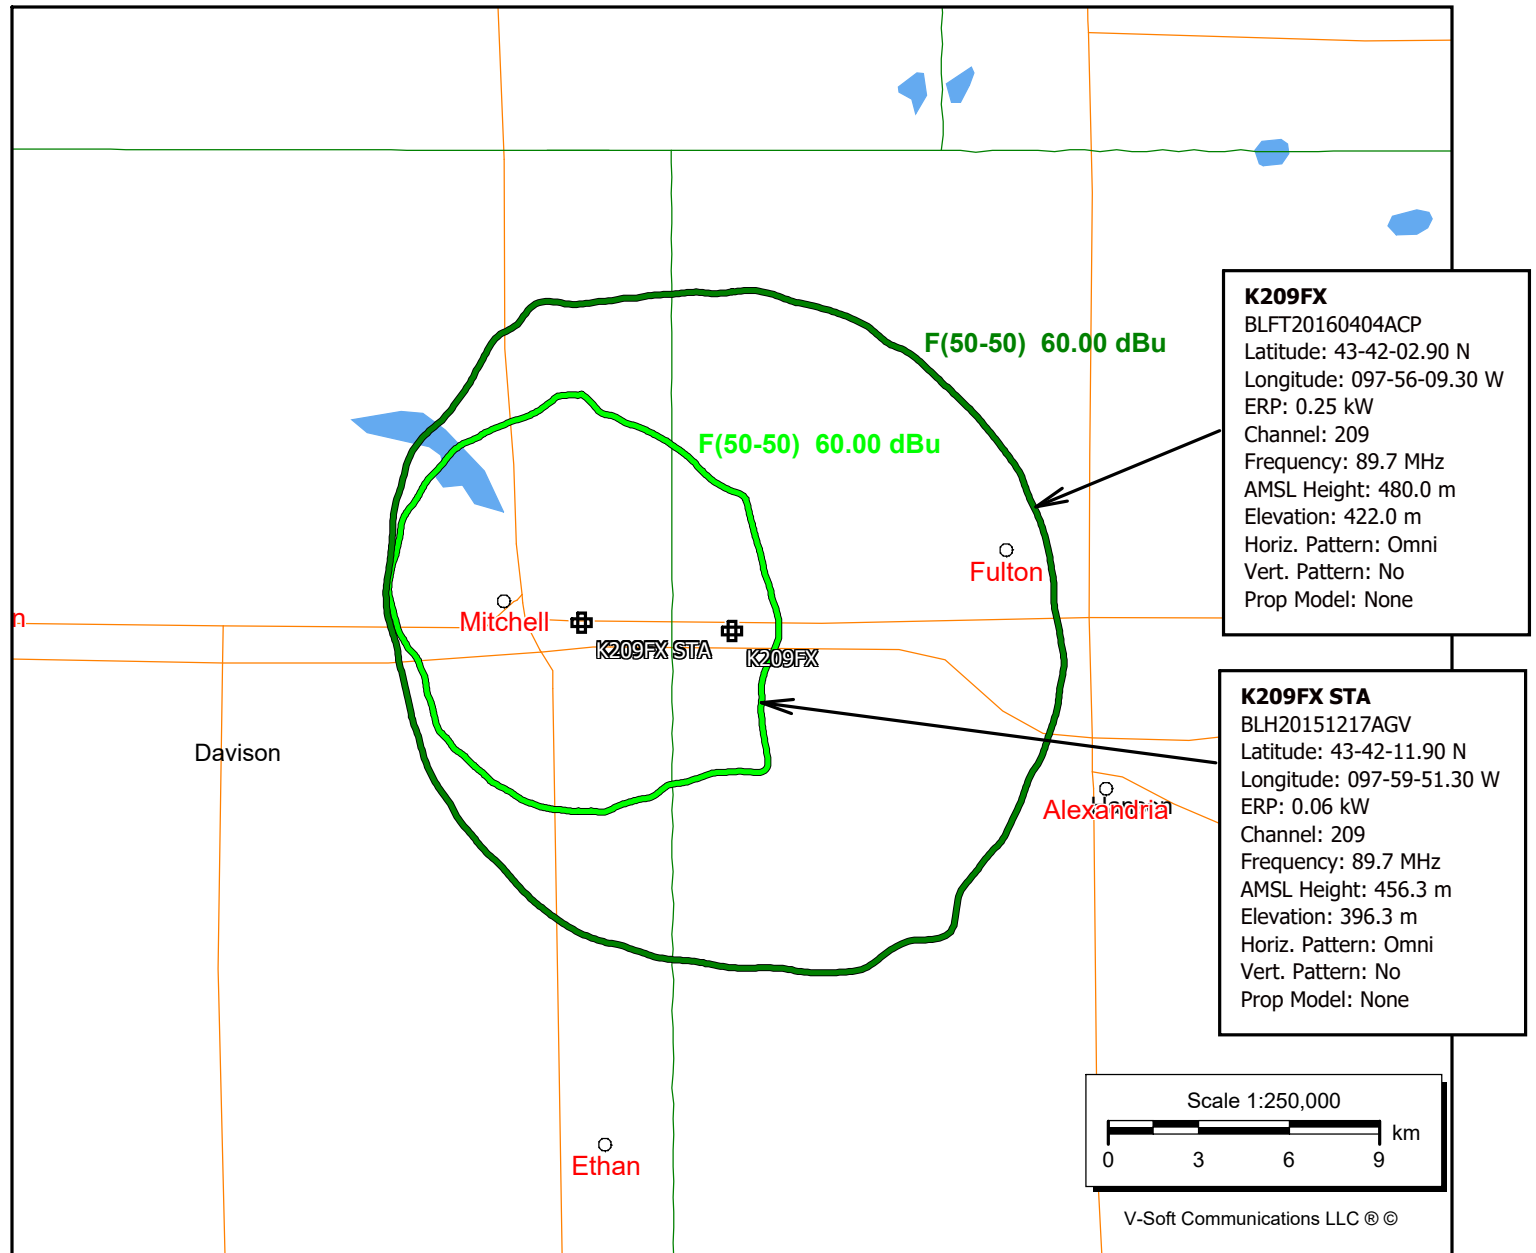 F(50-50)  60.00 dBu
F(50-50)  60.00 dBu
K209FX
BLFT20160404ACP
Latitude: 43-42-02.90 N
Longitude: 097-56-09.30 W
ERP: 0.25 kW
Channel: 209
Frequency: 89.7 MHz
AMSL Height: 480.0 m
Elevation: 422.0 m
Horiz. Pattern: Omni
Vert. Pattern: No
Prop Model: None
Fulton
n
Mitchell
K209FX STA
K209FX
K209FX STA
BLH20151217AGV
Latitude: 43-42-11.90 N
Longitude: 097-59-51.30 W
ERP: 0.06 kW
Channel: 209
Frequency: 89.7 MHz
AMSL Height: 456.3 m
Elevation: 396.3 m
Horiz. Pattern: Omni
Vert. Pattern: No
Prop Model: None
Davison
Alexandria
Ethan
Scale 1:250,000
km
0 3 6 9
V-Soft Communications LLC ® ©